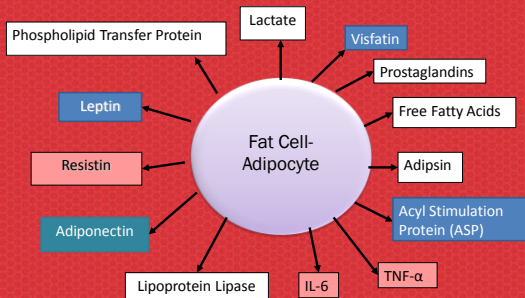 Lactate
Phospholipid Transfer Protein
Visfatin
Prostaglandins
Leptin
Free Fatty Acids
Fat Cell-
Adipocyte
Resistin
Adipsin
Adiponectin
Acyl Stimulation
Protein (ASP)
TNF-α
IL-6
Lipoprotein Lipase